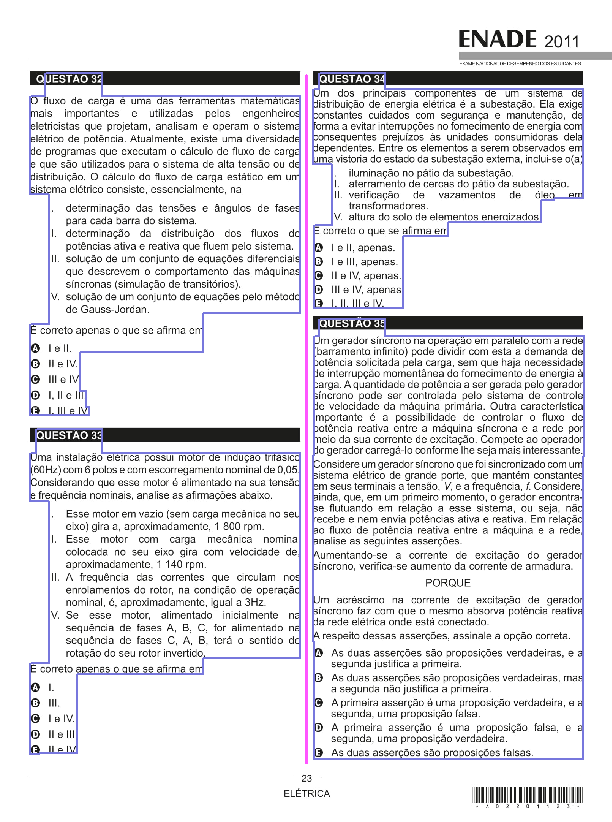 ENADE 2011
EXAME NACIONAL DE DESEMPENHO DOS ESTUDANTES
QUESTÃO 32
O fluxo de carga é uma das ferramentas matemáticas
mais importantes e utilizadas pelos engenheiros
eletricistas que projetam, analisam e operam o sistema
elétrico de potência. Atualmente, existe uma diversidade
de programas que executam o cálculo de fluxo de carga
e que são utilizados para o sistema de alta tensão ou de
distribuição. O cálculo do fluxo de carga estático em um
sistema elétrico consiste, essencialmente, na
I. determinação das tensões e ângulos de fases
para cada barra do sistema.
II. determinação da distribuição dos fluxos de
potências ativa e reativa que fluem pelo sistema.
III. solução de um conjunto de equações diferenciais
que descrevem o comportamento das máquinas
síncronas (simulação de transitórios).
IV. solução de um conjunto de equações pelo método
de Gauss-Jordan.
É correto apenas o que se afirma em
A I e II.
B II e IV.
C III e IV.
D I, II e III.
E I, III e IV.
QUESTÃO 33
Uma instalação elétrica possui motor de indução trifásico
(60Hz) com 6 polos e com escorregamento nominal de 0,05.
Considerando que esse motor é alimentado na sua tensão
e frequência nominais, analise as afirmações abaixo.
I. Esse motor em vazio (sem carga mecânica no seu
eixo) gira a, aproximadamente, 1 800 rpm.
II. Esse motor com carga mecânica nominal
colocada no seu eixo gira com velocidade de,
aproximadamente, 1 140 rpm.
III. A frequência das correntes que circulam nos
enrolamentos do rotor, na condição de operação
nominal, é, aproximadamente, igual a 3Hz.
IV. Se esse motor, alimentado inicialmente na
sequência de fases A, B, C, for alimentado na
sequência de fases C, A, B, terá o sentido de
rotação do seu rotor invertido.
É correto apenas o que se afirma em
A I.
B III.
C I e IV.
D II e III.
E II e IV.
QUESTÃO 34
Um dos principais componentes de um sistema de
distribuição de energia elétrica é a subestação. Ela exige
constantes cuidados com segurança e manutenção, de
forma a evitar interrupções no fornecimento de energia com
consequentes prejuízos às unidades consumidoras dela
dependentes. Entre os elementos a serem observados em
uma vistoria do estado da subestação externa, inclui-se o(a)
I. iluminação no pátio da subestação.
II. aterramento de cercas do pátio da subestação.
III. verificação de vazamentos de óleo em
transformadores.
IV. altura do solo de elementos energizados.
É correto o que se afirma em
A I e II, apenas.
B I e III, apenas.
C II e IV, apenas.
D III e IV, apenas.
E I, II, III e IV.
QUESTÃO 35
Um gerador síncrono na operação em paralelo com a rede
(barramento infinito) pode dividir com esta a demanda de
potência solicitada pela carga, sem que haja necessidade
de interrupção momentânea do fornecimento de energia à
carga. A quantidade de potência a ser gerada pelo gerador
síncrono pode ser controlada pelo sistema de controle
de velocidade da máquina primária. Outra característica
importante é a possibilidade de controlar o fluxo de
potência reativa entre a máquina síncrona e a rede por
meio da sua corrente de excitação. Compete ao operador
do gerador carregá-lo conforme lhe seja mais interessante.
Considere um gerador síncrono que foi sincronizado com um
sistema elétrico de grande porte, que mantém constantes
em seus terminais a tensão, V, e a frequência, f. Considere,
ainda, que, em um primeiro momento, o gerador encontra-
se flutuando em relação a esse sistema, ou seja, não
recebe e nem envia potências ativa e reativa. Em relação
ao fluxo de potência reativa entre a máquina e a rede,
analise as seguintes asserções.
Aumentando-se a corrente de excitação do gerador
síncrono, verifica-se aumento da corrente de armadura.
PORQUE
Um acréscimo na corrente de excitação de gerador
síncrono faz com que o mesmo absorva potência reativa
da rede elétrica onde está conectado.
A respeito dessas asserções, assinale a opção correta.
A As duas asserções são proposições verdadeiras, e a
segunda justifica a primeira.
B As duas asserções são proposições verdadeiras, mas
a segunda não justifica a primeira.
C A primeira asserção é uma proposição verdadeira, e a
segunda, uma proposição falsa.
D A primeira asserção é uma proposição falsa, e a
segunda, uma proposição verdadeira.
E As duas asserções são proposições falsas.
23
ELÉTRICA